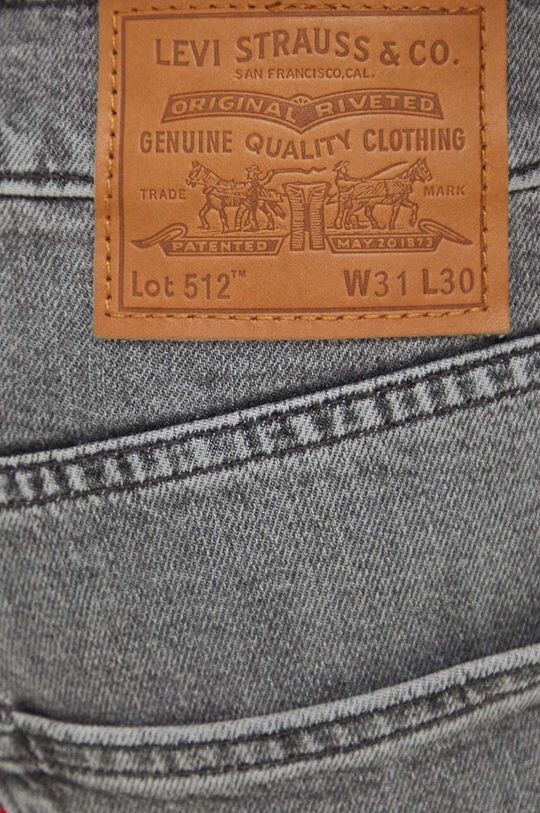 LEVI STRAUSS & CO.
SAN FRANCISCO, CAL.
ORIGINAL RIVETED
GENUINE QUALITY CLOTHING
TRADE MARK
PATENTED MAY 20 1873
Lot 512™ W31 L30